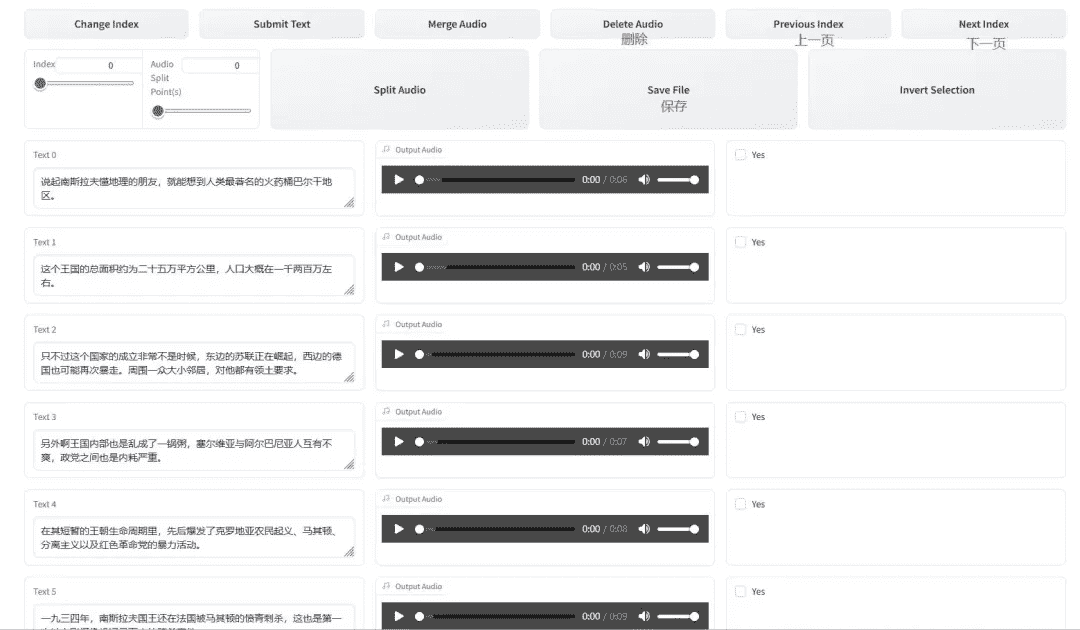 Change Index
Submit Text
Merge Audio
Delete Audio
删除
Previous Index
上一页
Next Index
下一页
Index
0
Audio
Split
Point(s)
0
Split Audio
Save File
保存
Invert Selection
Text 0
说起南斯拉夫懂地理的朋友，就能想到人类最著名的火药桶巴尔干地
区。
Output Audio
0:00 / 0:06
Yes
Text 1
这个王国的总面积约为二十五万平方公里，人口大概在一千两百万左
右。
Output Audio
0:00 / 0:05
Yes
Text 2
只不过这个国家的成立非常不是时候，东边的苏联正在崛起，西边的德
国也可能再次暴走。周围一众大小邻居，对他都有领土要求。
Output Audio
0:00 / 0:09
Yes
Text 3
另外啊王国内部也是乱成了一锅粥，塞尔维亚与阿尔巴尼亚人互有不
爽，政党之间也是内耗严重。
Output Audio
0:00 / 0:07
Yes
Text 4
在其短暂的王朝生命周期里，先后爆发了克罗地亚农民起义、马其顿、
分离主义以及红色革命党的暴力活动。
Output Audio
0:00 / 0:08
Yes
Text 5
一九三四年，南斯拉夫国王还在法国被马其顿的愤青刺杀，这也是第一
Output Audio
0:00 / 0:09
Yes